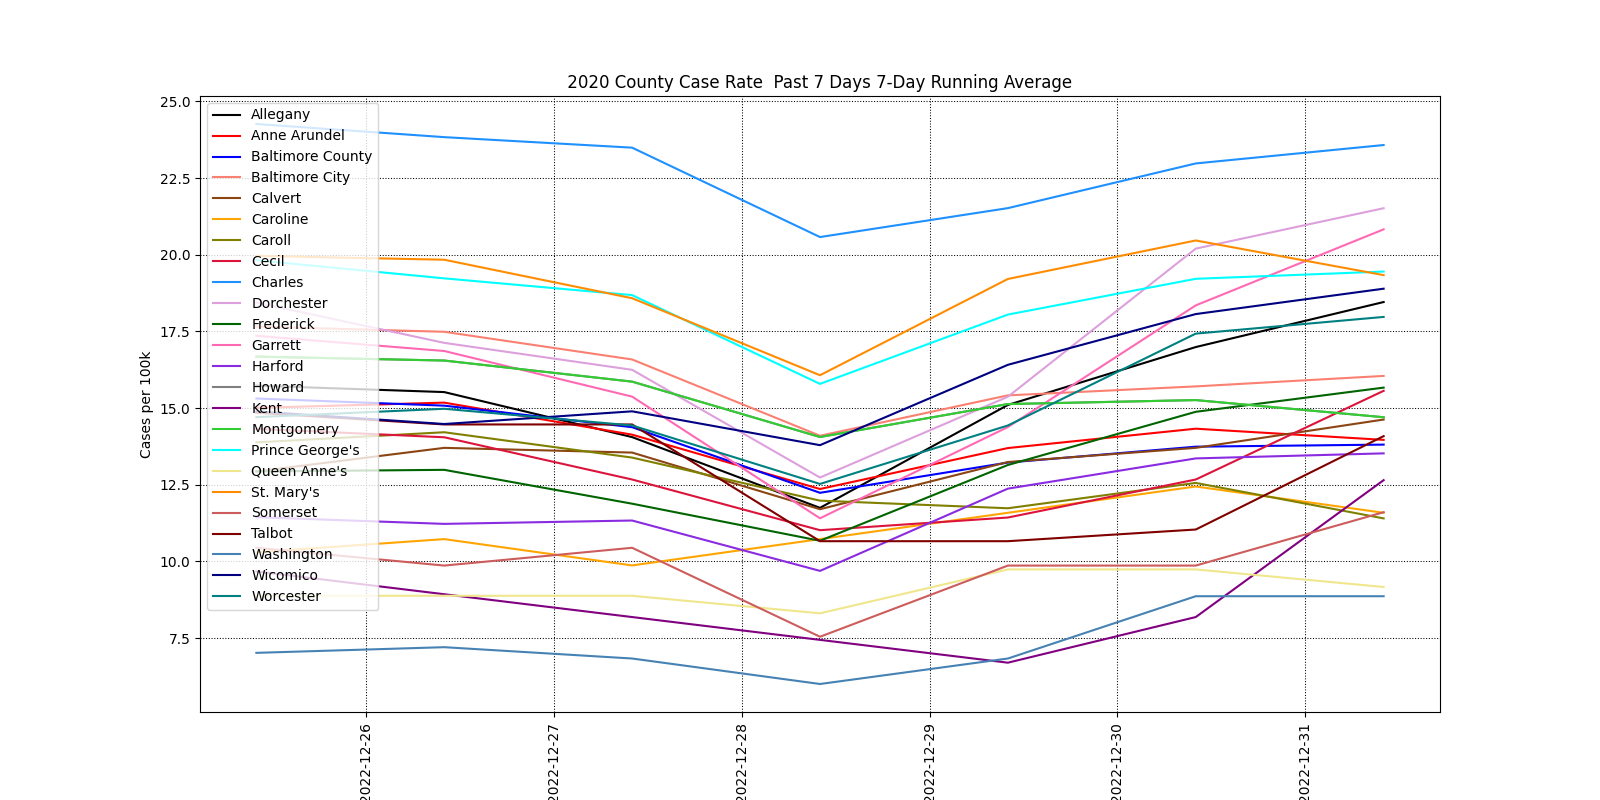 2020 County Case Rate  Past 7 Days 7-Day Running Average
Cases per 100k
25.0
22.5
20.0
17.5
15.0
12.5
10.0
7.5
Allegany
Anne Arundel
Baltimore County
Baltimore City
Calvert
Caroline
Caroll
Cecil
Charles
Dorchester
Frederick
Garrett
Harford
Howard
Kent
Montgomery
Prince George's
Queen Anne's
St. Mary's
Somerset
Talbot
Washington
Wicomico
Worcester
2022-12-26
2022-12-27
2022-12-28
2022-12-29
2022-12-30
2022-12-31